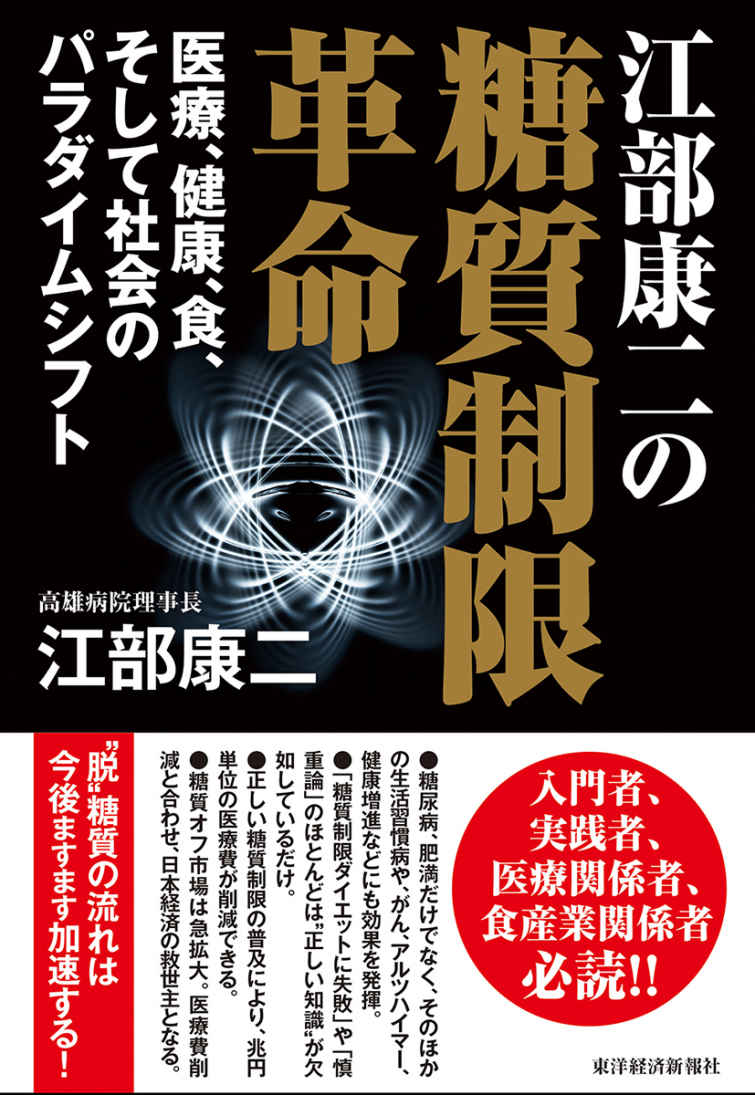 江部康二の
糖質制限
革命
医療、健康、食、
そして社会の
パラダイムシフト
高雄病院理事長
江部康二
入門者、
実践者、
医療関係者、
食産業関係者
必読!!
●糖尿病、肥満だけでなく、そのほか
の生活習慣病や、がん、アルツハイマー、
健康増進などにも効果を発揮。
●「糖質制限ダイエットに失敗」や「慎
重論」のほとんどは“正しい知識”が欠
如しているだけ。
●正しい糖質制限の普及により、兆円
単位の医療費が削減できる。
●糖質オフ市場は急拡大。医療費削
減と合わせ、日本経済の救世主となる。
“脱”糖質の流れは
今後ますます加速する!
東洋経済新報社